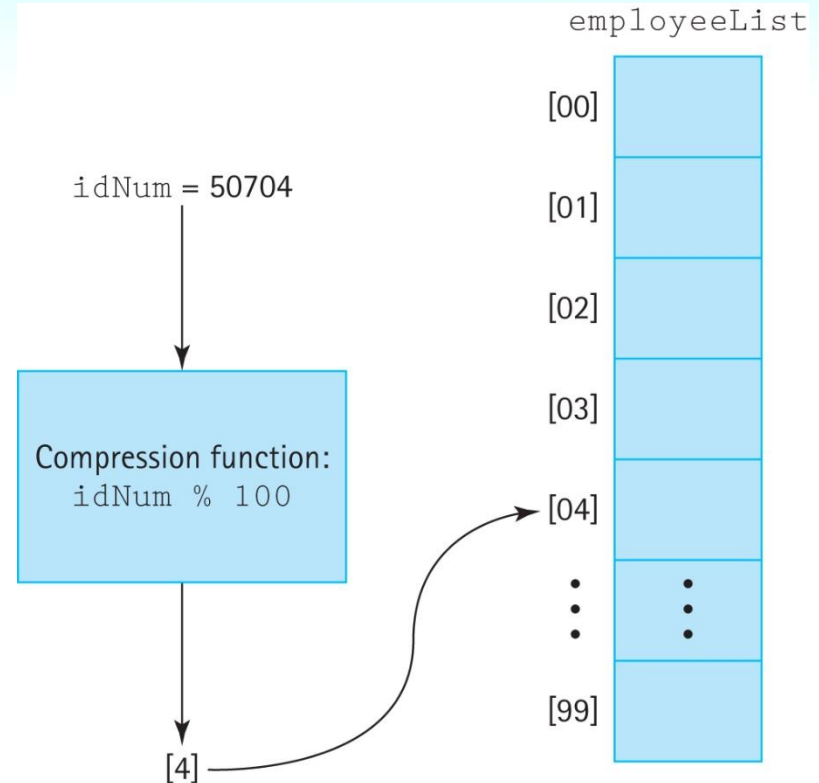 employeeList
[00]
idNum = 50704
[01]
[02]
[03]
Compression function:
idNum % 100
[04]
[99]
[4]